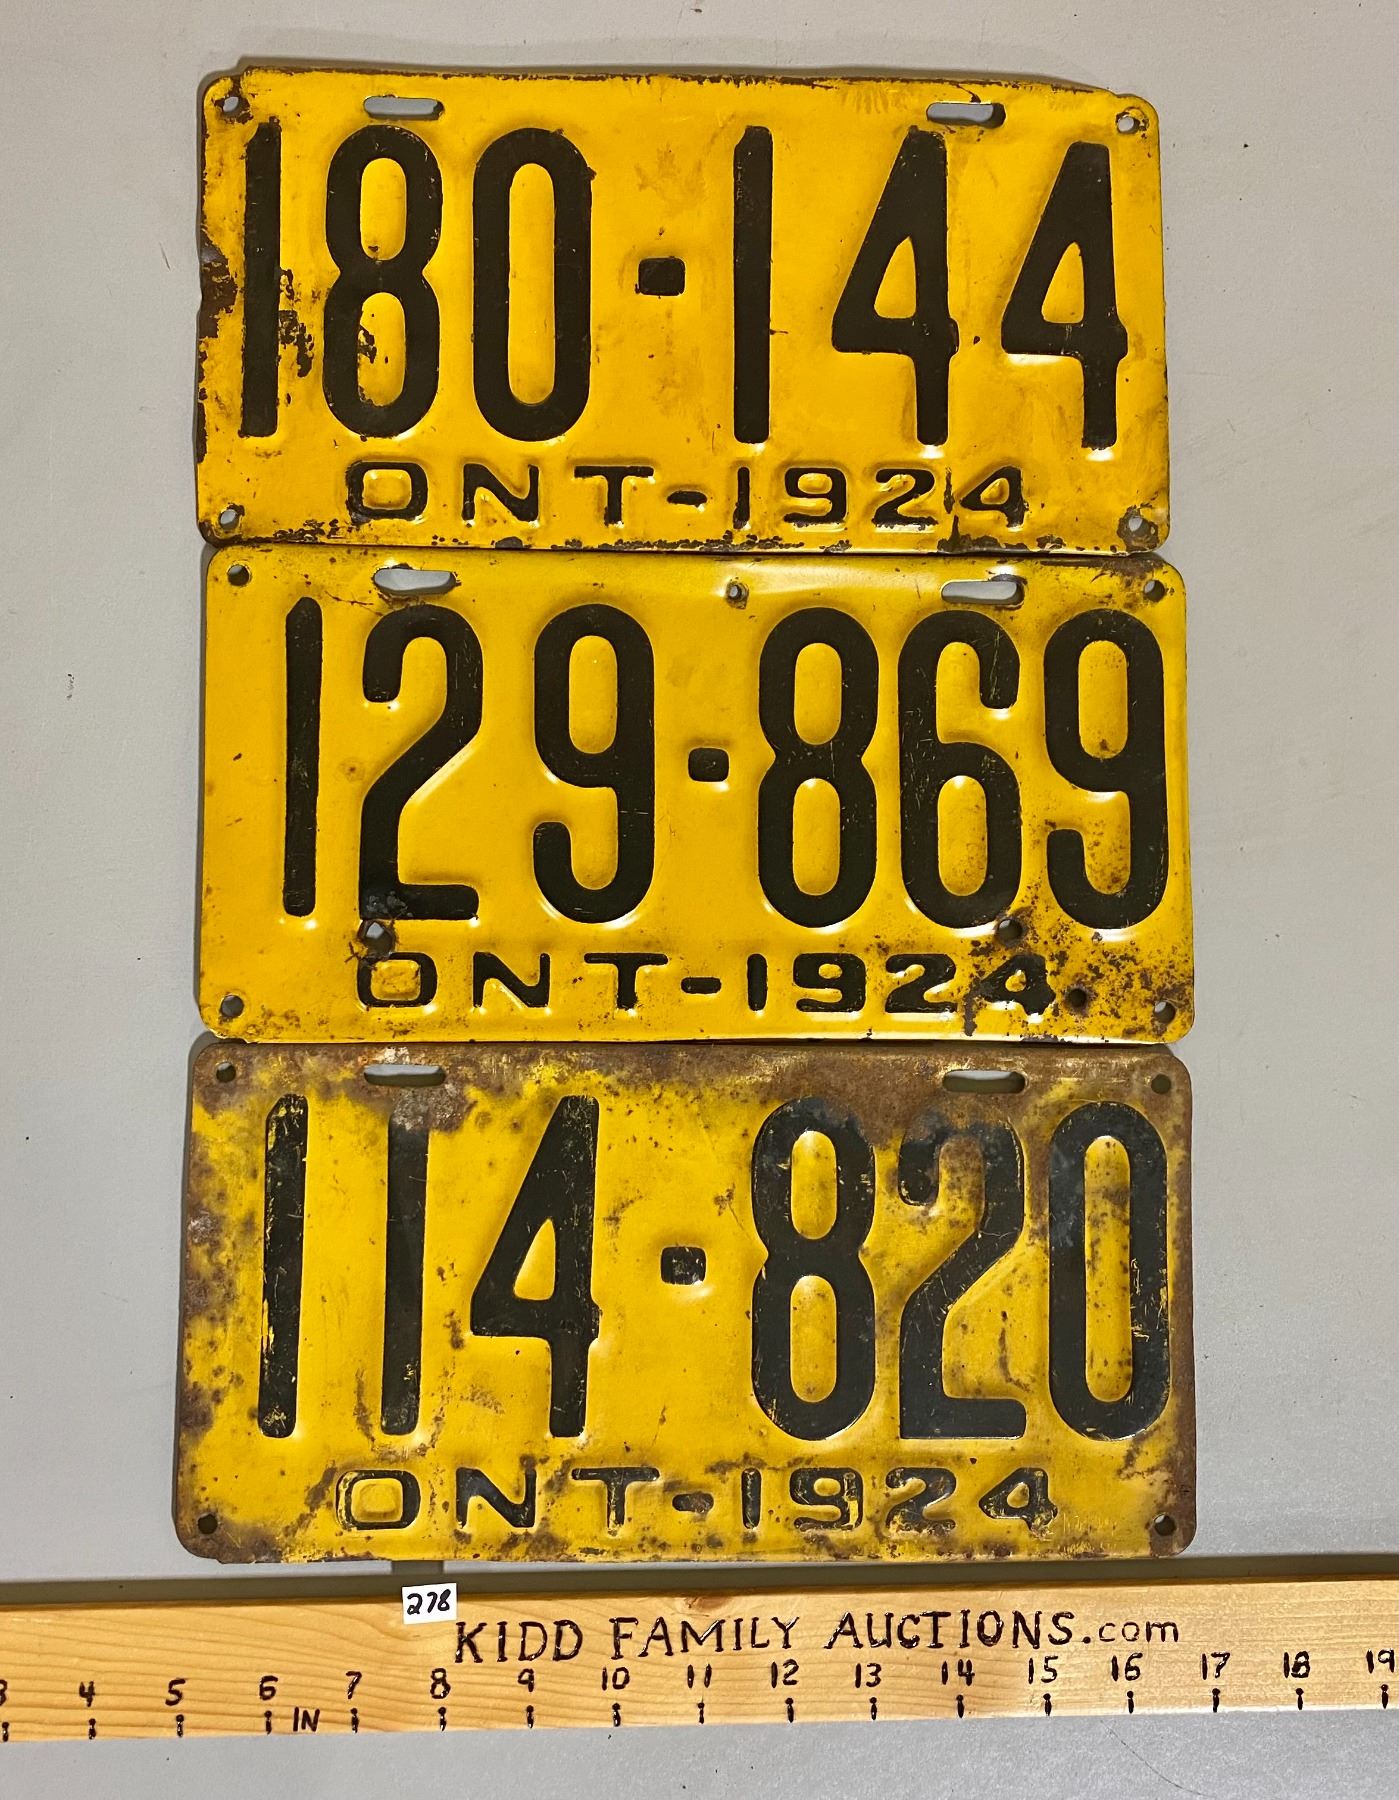 180-144
ONT-1924
129-869
ONT-1924
114-820
ONT-1924
278
KIDD FAMILY AUCTIONS.com
3 4 5 6 7 8 9 10 11 12 13 14 15 16 17 18 19
IN